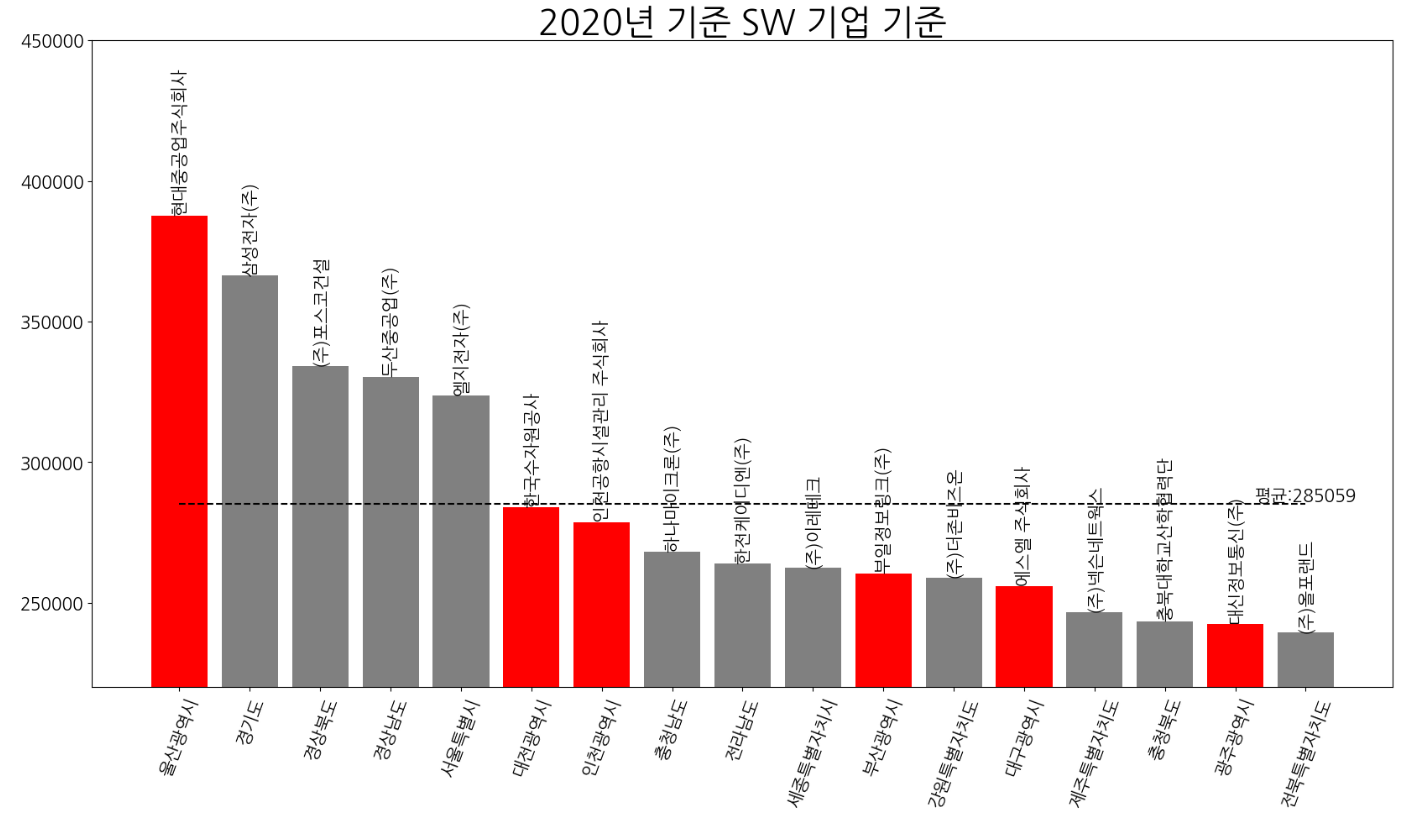 2020년 기준 SW 기업 기준
450000
400000
350000
300000
250000
현대중공업주식회사
삼성전자(주)
(주)포스코건설
두산중공업(주)
엘지전자(주)
한국수자원공사
인천공항시설관리 주식회사
하나마이크론(주)
한전케이디엔(주)
(주)이레테크
부일정보링크(주)
(주)더존비즈온
에스엘 주식회사
(주)넥슨네트웍스
충북대학교산학협력단
대신정보통신(주)
(주)올포랜드
평균:285059
울산광역시
경기도
경상북도
경상남도
서울특별시
대전광역시
인천광역시
충청남도
전라남도
세종특별자치시
부산광역시
강원특별자치도
대구광역시
제주특별자치도
충청북도
광주광역시
전북특별자치도